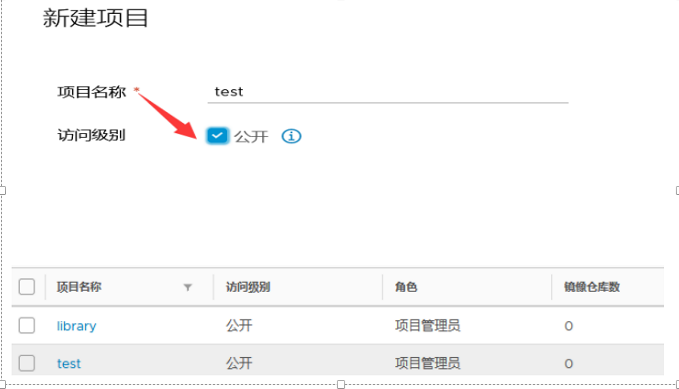 新建项目
项目名称 * test
访问级别 公开
项目名称 访问级别 角色 镜像仓库数
library 公开 项目管理员 0
test 公开 项目管理员 0